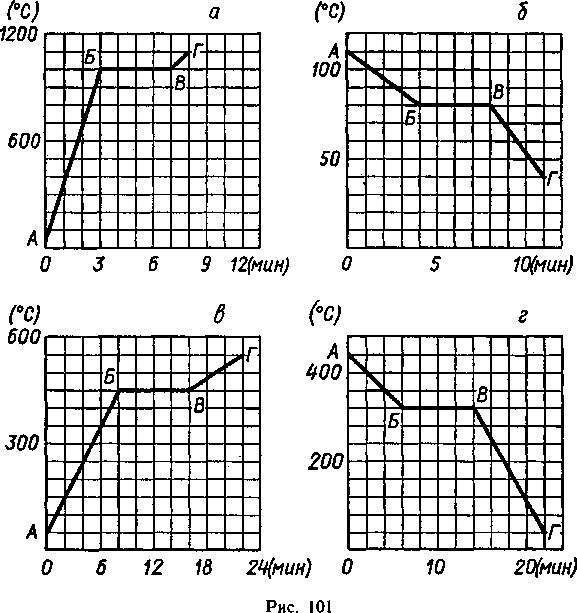 (°C) а
1200
Б
Г
В
600
А
0 3 6 9 12(мин)
(°C) б
А
100
В
Б
50
Г
0 5 10(мин)
(°C) в
600
Б
Г
В
300
А
0 6 12 18 24(мин)
(°C) г
А
400
В
Б
200
Г
0 10 20(мин)
Рис. 101